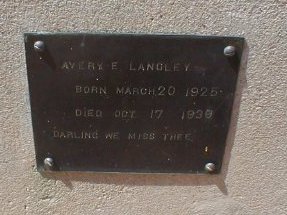 AVERY E. LANGLEY
BORN MARCH 20 1925
DIED OCT 17 1939
DARLING WE MISS THEE.